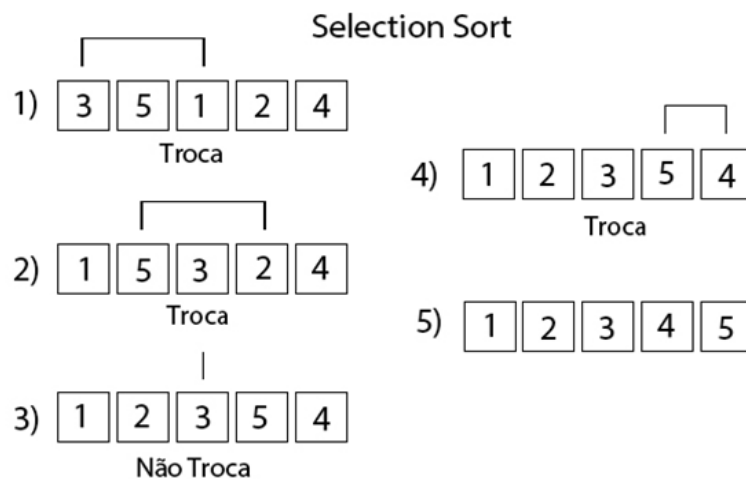 Selection Sort
1) 3 5 1 2 4
Troca
2) 1 5 3 2 4
Troca
3) 1 2 3 5 4
Não Troca
4) 1 2 3 5 4
Troca
5) 1 2 3 4 5